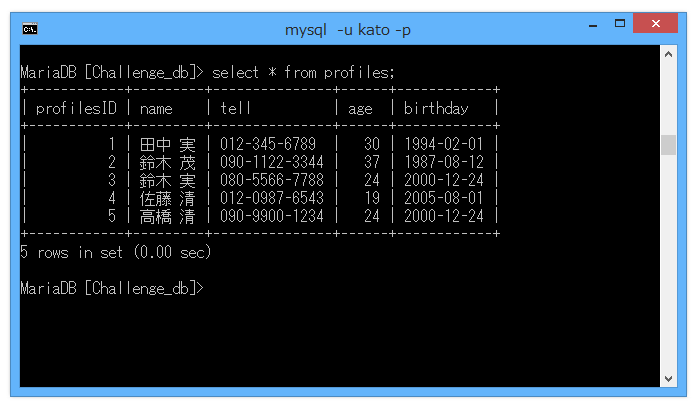 mysql -u kato -p
MariaDB [Challenge_db]> select * from profiles;
+------------+---------+---------------+------+------------+
| profilesID | name | tell | age | birthday |
+------------+---------+---------------+------+------------+
| 1 | 田中 実 | 012-345-6789 | 30 | 1994-02-01 |
| 2 | 鈴木 茂 | 090-1122-3344 | 37 | 1987-08-12 |
| 3 | 鈴木 実 | 080-5566-7788 | 24 | 2000-12-24 |
| 4 | 佐藤 清 | 012-0987-6543 | 19 | 2005-08-01 |
| 5 | 高橋 清 | 090-9900-1234 | 24 | 2000-12-24 |
+------------+---------+---------------+------+------------+
5 rows in set (0.00 sec)
MariaDB [Challenge_db]>